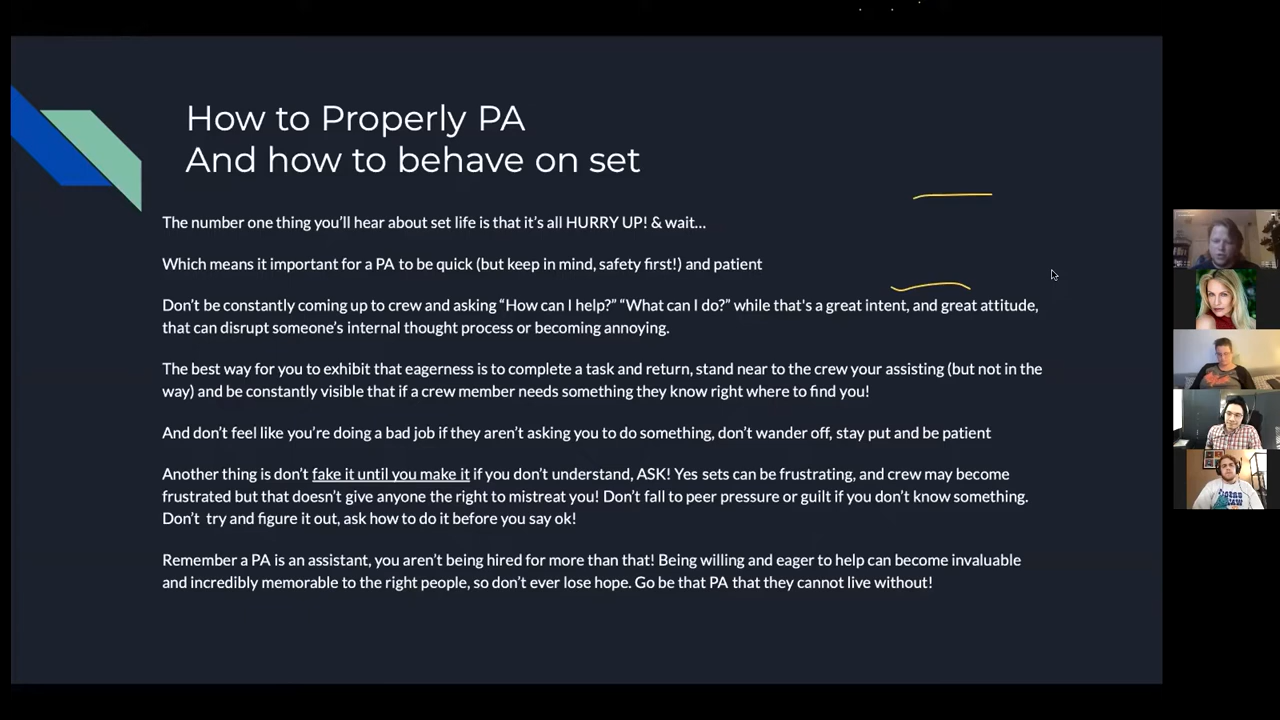 How to Properly PA
And how to behave on set
The number one thing you'll hear about set life is that it's all HURRY UP! & wait...
Which means it important for a PA to be quick (but keep in mind, safety first!) and patient
Don't be constantly coming up to crew and asking “How can I help?” “What can I do?” while that's a great intent, and great attitude,
that can disrupt someone's internal thought process or becoming annoying.
The best way for you to exhibit that eagerness is to complete a task and return, stand near to the crew your assisting (but not in the
way) and be constantly visible that if a crew member needs something they know right where to find you!
And don't feel like you're doing a bad job if they aren't asking you to do something, don't wander off, stay put and be patient
Another thing is don't fake it until you make it if you don't understand, ASK! Yes sets can be frustrating, and crew may become
frustrated but that doesn't give anyone the right to mistreat you! Don't fall to peer pressure or guilt if you don't know something.
Don't try and figure it out, ask how to do it before you say ok!
Remember a PA is an assistant, you aren't being hired for more than that! Being willing and eager to help can become invaluable
and incredibly memorable to the right people, so don't ever lose hope. Go be that PA that they cannot live without!